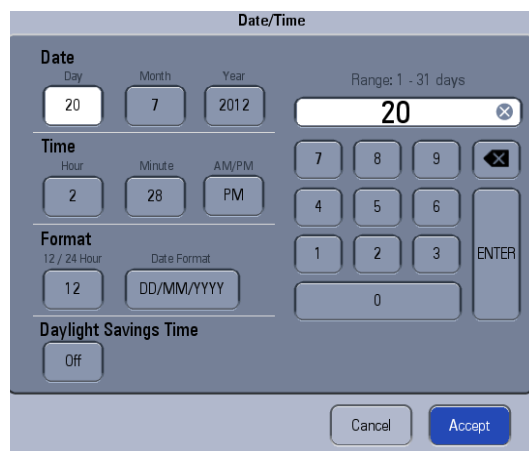 Date/Time
Date
Day Month Year
20 7 2012
Time
Hour Minute AM/PM
2 28 PM
Format
12 / 24 Hour Date Format
12 DD/MM/YYYY
Daylight Savings Time
Off
Range: 1 - 31 days
20
7 8 9
4 5 6
1 2 3 ENTER
0
Cancel Accept